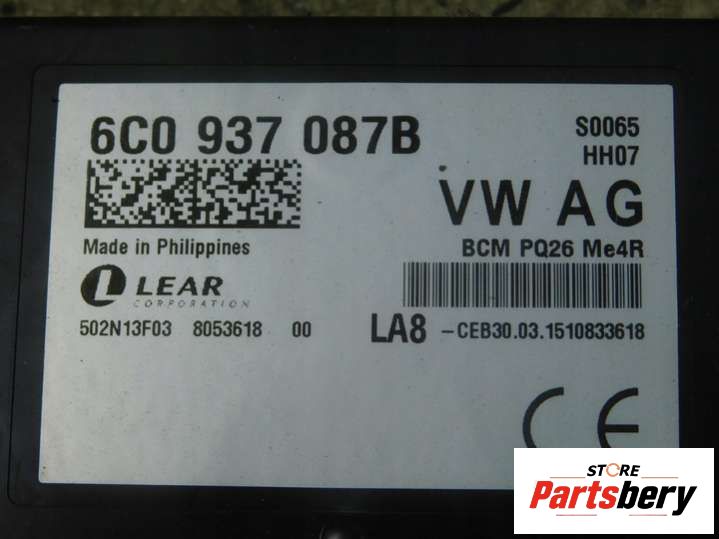 6C0 937 087B
S0065
HH07
VW AG
Made in Philippines
BCM PQ26 Me4R
LEAR
CORPORATION
502N13F03 8053618 00
LA8 -CEB30.03.1510833618
CE
STORE
Partsbery